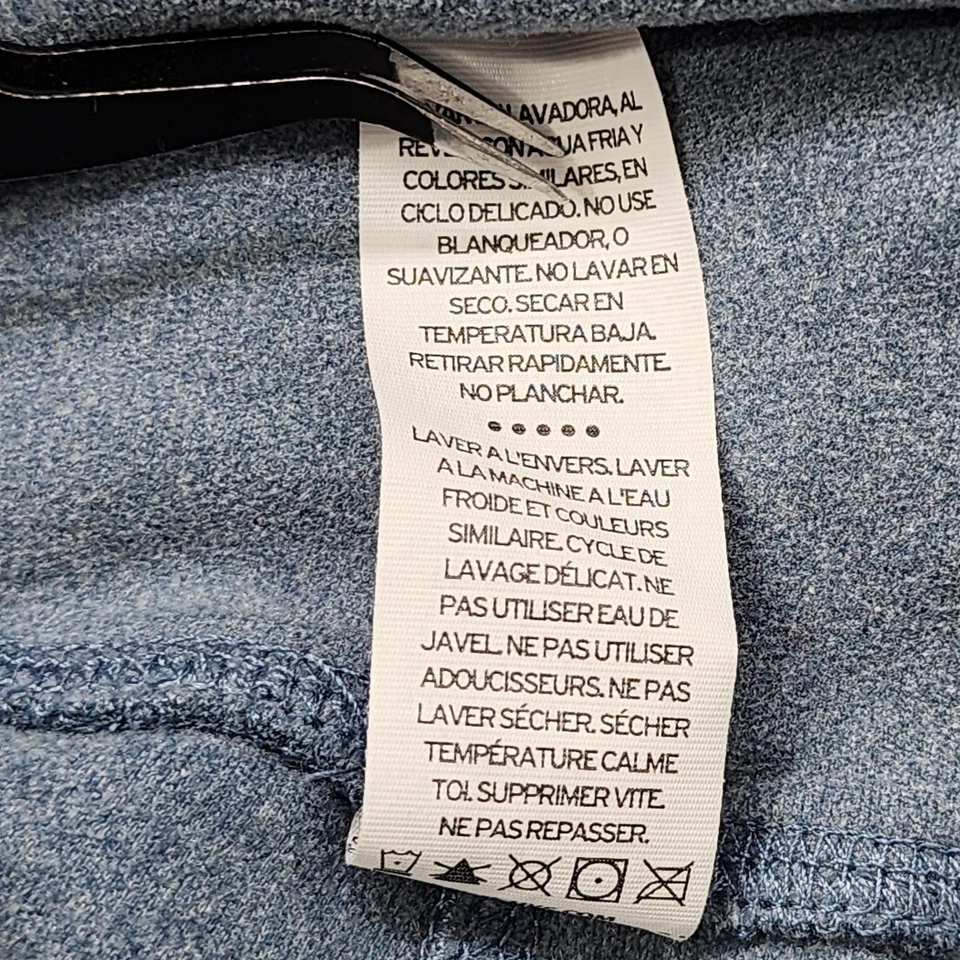 LAVADORA, AL
CON AGUA FRIA Y
COLORES SIMILARES, EN
CICLO DELICADO. NO USE
BLANQUEADOR, O
SUAVIZANTE. NO LAVAR EN
SECO. SECAR EN
TEMPERATURA BAJA.
RETIRAR RAPIDAMENTE.
NO PLANCHAR.
LAVER A L'ENVERS. LAVER
A LA MACHINE A L'EAU
FROIDE ET COULEURS
SIMILAIRE. CYCLE DE
LAVAGE DÉLICAT. NE
PAS UTILISER EAU DE
JAVEL. NE PAS UTILISER
ADOUCISSEURS. NE PAS
LAVER SÉCHER. SÉCHER
TEMPÉRATURE CALME
TOI. SUPPRIMER VITE.
NE PAS REPASSER.